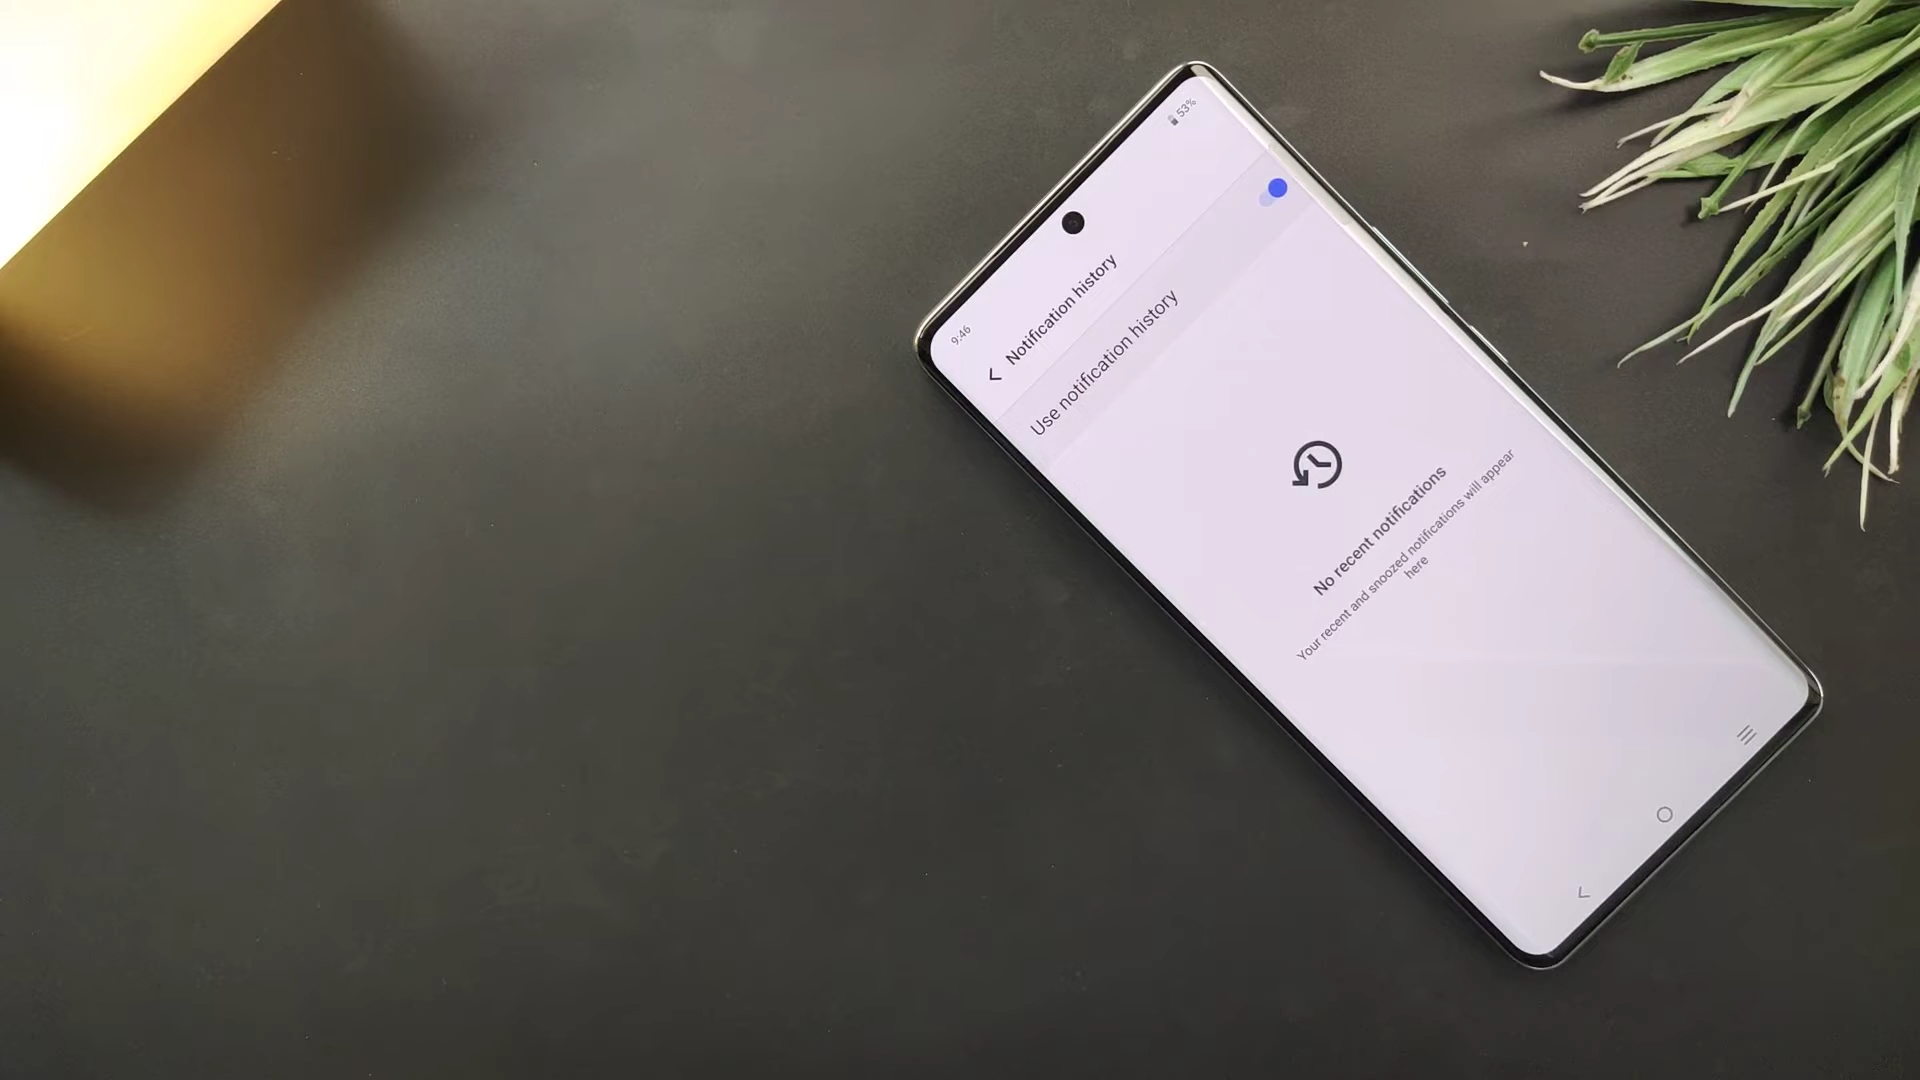 9:46
53%
Notification history
Use notification history
No recent notifications
Your recent and snoozed notifications will appear
here